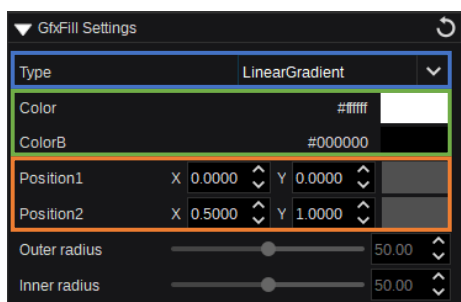 GfxFill Settings
Type LinearGradient
Color #ffffff
ColorB #000000
Position1 X 0.0000 Y 0.0000
Position2 X 0.5000 Y 1.0000
Outer radius 50.00
Inner radius 50.00